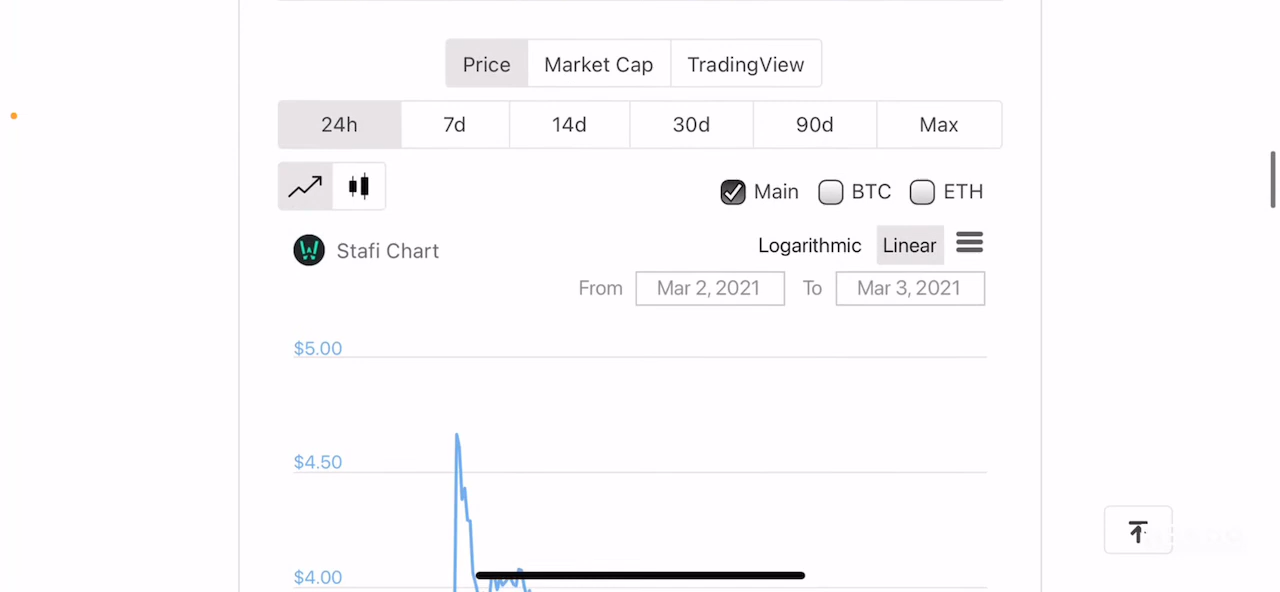 Price Market Cap TradingView
24h 7d 14d 30d 90d Max
Main BTC ETH
Stafi Chart
Logarithmic Linear
From Mar 2, 2021 To Mar 3, 2021
$5.00
$4.50
$4.00